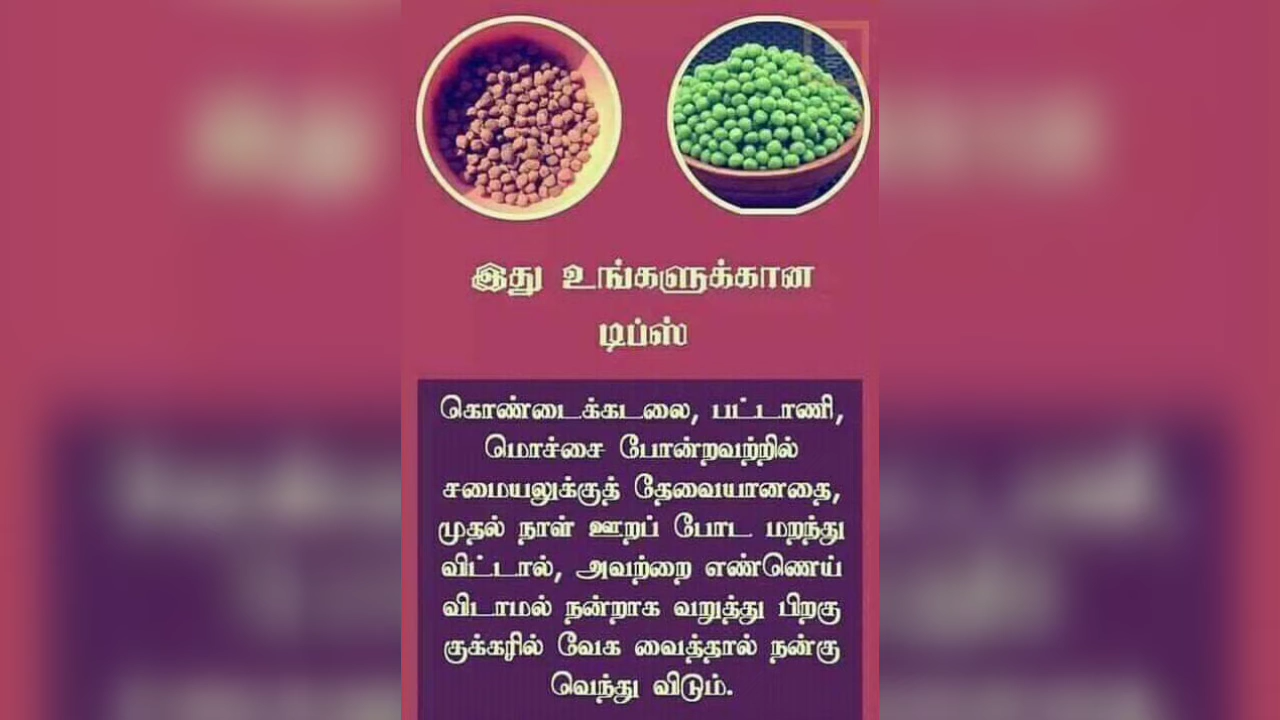 இது உங்களுக்கான
டிப்ஸ்
கொண்டைக்கடலை, பட்டாணி,
மொச்சை போன்றவற்றில்
சமையலுக்குத் தேவையானதை,
முதல் நாள் ஊறப் போட மறந்து
விட்டால், அவற்றை எண்ணெய்
விடாமல் நன்றாக வறுத்து பிறகு
குக்கரில் வேக வைத்தால் நன்கு
வெந்து விடும்.